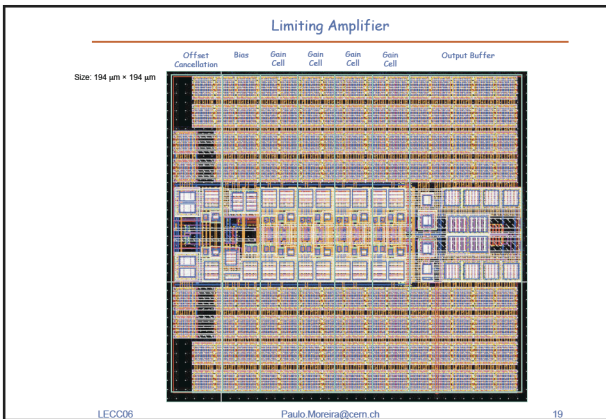 Limiting Amplifier
Offset Cancellation
Bias
Gain Cell
Gain Cell
Gain Cell
Gain Cell
Output Buffer
Size: 194 μm × 194 μm
LECC06
Paulo.Moreira@cern.ch
19